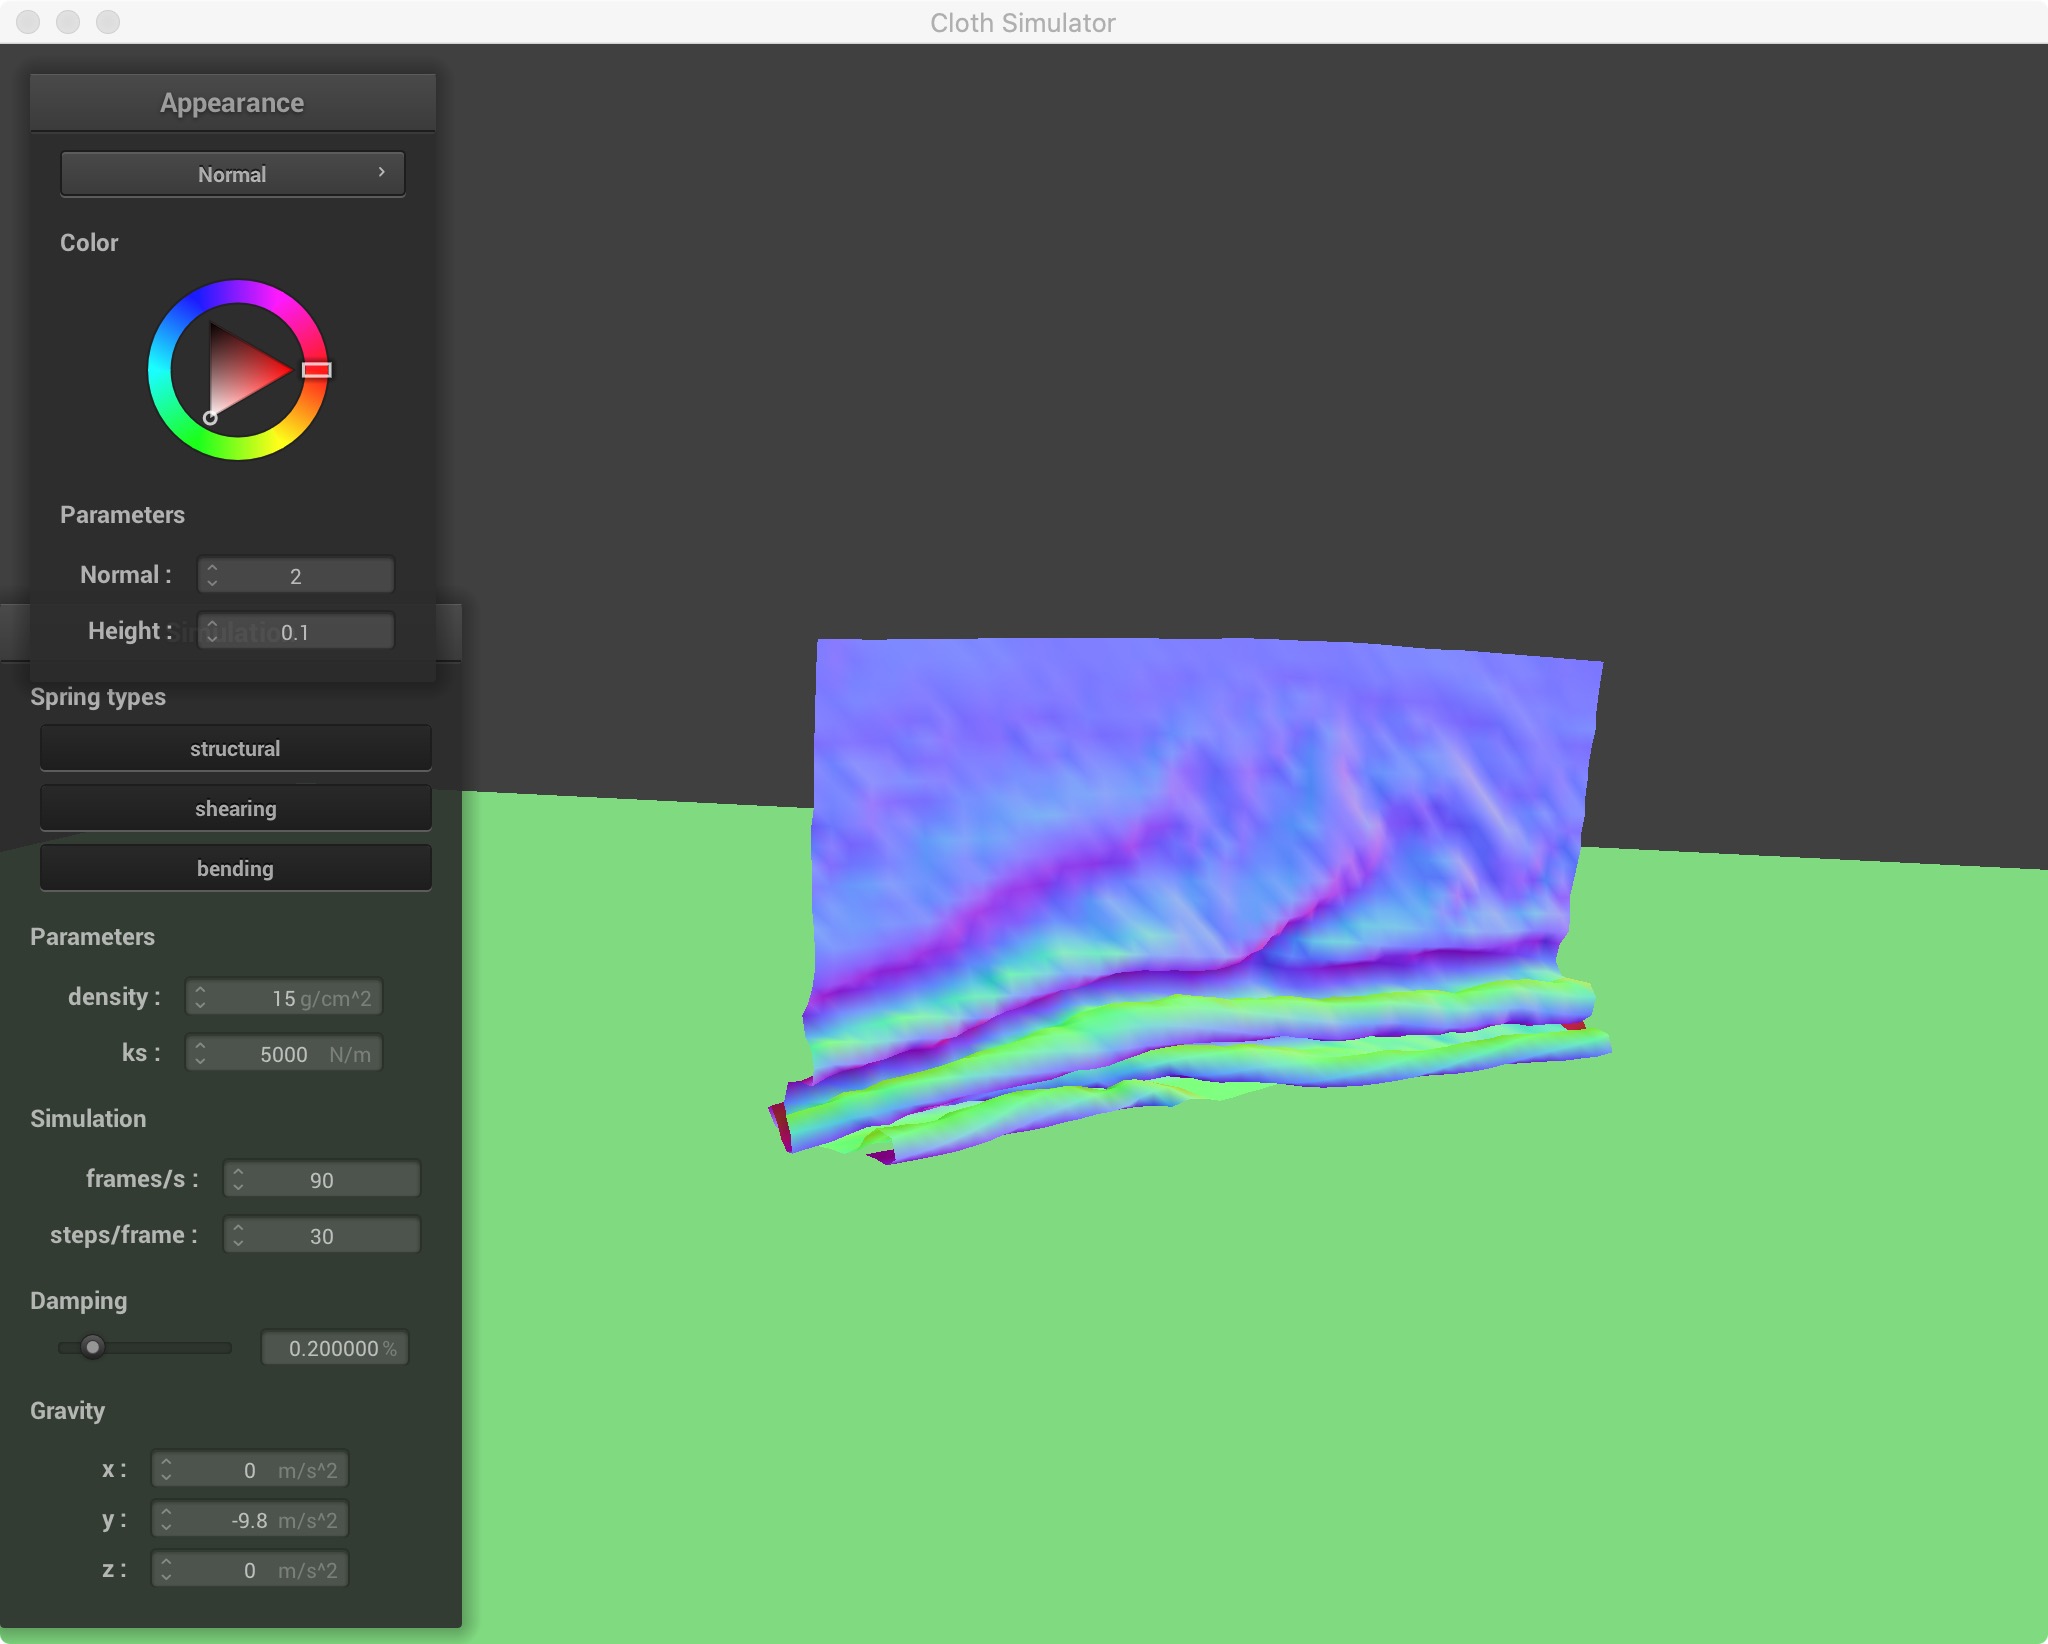 Cloth Simulator
Appearance
Normal
Color
Parameters
Normal : 2
Height : 0.1
Simulation
Spring types
structural
shearing
bending
Parameters
density : 15 g/cm^2
ks : 5000 N/m
Simulation
frames/s : 90
steps/frame : 30
Damping
0.200000 %
Gravity
x : 0 m/s^2
y : -9.8 m/s^2
z : 0 m/s^2